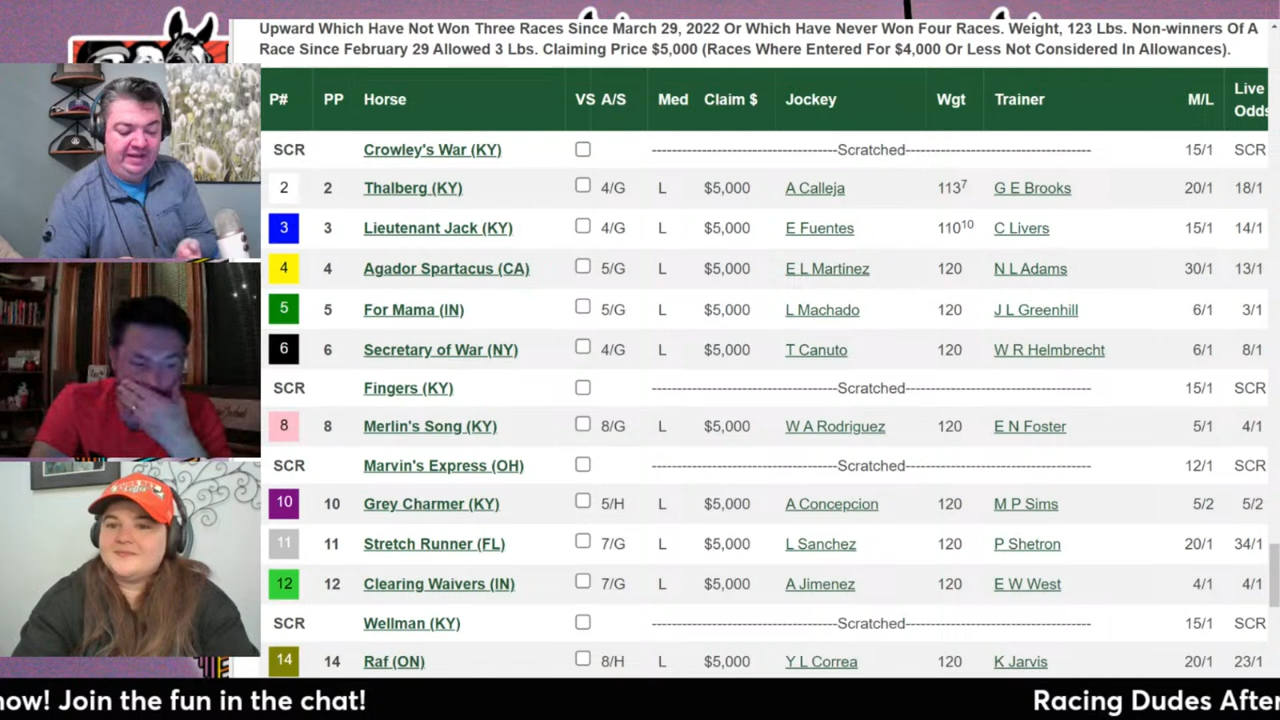 Upward Which Have Not Won Three Races Since March 29, 2022 Or Which Have Never Won Four Races. Weight, 123 Lbs. Non-winners Of A
Race Since February 29 Allowed 3 Lbs. Claiming Price $5,000 (Races Where Entered For $4,000 Or Less Not Considered In Allowances).
P# PP Horse VS A/S Med Claim $ Jockey Wgt Trainer M/L Live Odds
SCR Crowley's War (KY) Scratched 15/1 SCR
2 2 Thalberg (KY) 4/G L $5,000 A Calleja 113⁷ G E Brooks 20/1 18/1
3 3 Lieutenant Jack (KY) 4/G L $5,000 E Fuentes 110¹⁰ C Livers 15/1 14/1
4 4 Agador Spartacus (CA) 5/G L $5,000 E L Martinez 120 N L Adams 30/1 13/1
5 5 For Mama (IN) 5/G L $5,000 L Machado 120 J L Greenhill 6/1 3/1
6 6 Secretary of War (NY) 4/G L $5,000 T Canuto 120 W R Helmbrecht 6/1 8/1
SCR Fingers (KY) Scratched 15/1 SCR
8 8 Merlin's Song (KY) 8/G L $5,000 W A Rodriguez 120 E N Foster 5/1 4/1
SCR Marvin's Express (OH) Scratched 12/1 SCR
10 10 Grey Charmer (KY) 5/H L $5,000 A Concepcion 120 M P Sims 5/2 5/2
11 11 Stretch Runner (FL) 7/G L $5,000 L Sanchez 120 P Shetron 20/1 34/1
12 12 Clearing Waivers (IN) 7/G L $5,000 A Jimenez 120 E W West 4/1 4/1
SCR Wellman (KY) Scratched 15/1 SCR
14 14 Raf (ON) 8/H L $5,000 Y L Correa 120 K Jarvis 20/1 23/1
now! Join the fun in the chat! Racing Dudes After